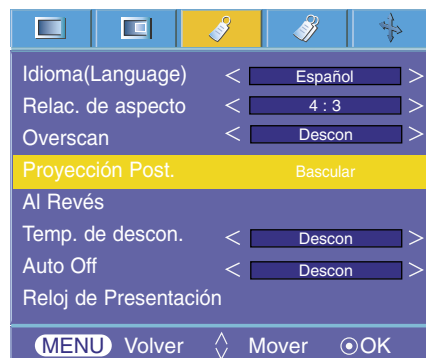 Idioma(Language) < Español >
Relac. de aspecto < 4 : 3 >
Overscan < Descon >
Proyección Post. Bascular
Al Revés
Temp. de descon. < Descon >
Auto Off < Descon >
Reloj de Presentación
MENU Volver Mover OK